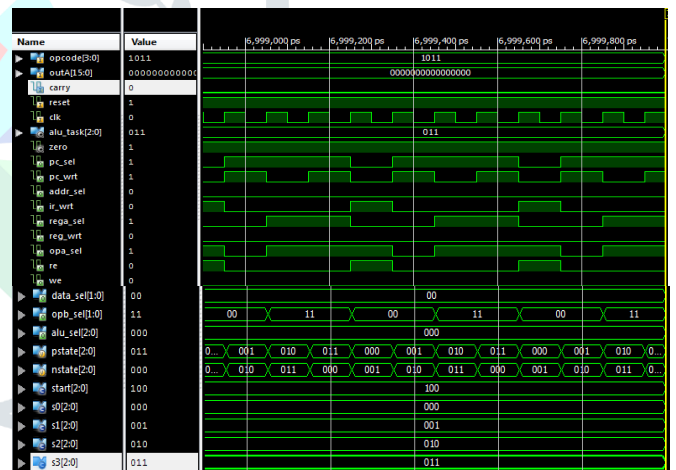 Name Value 6,999,000 ps 6,999,200 ps 6,999,400 ps 6,999,600 ps 6,999,800 ps
opcode[3:0] 1011 1011
outA[15:0] 000000000000 0000000000000000
carry 0
reset 1
clk 0
alu_task[2:0] 011 011
zero 1
pc_sel 1
pc_wrt 1
addr_sel 0
ir_wrt 0
rega_sel 1
reg_wrt 0
opa_sel 1
re 0
we 0
data_sel[1:0] 00 00
opb_sel[1:0] 11 00 11 00 11 00 11
alu_sel[2:0] 000 000
pstate[2:0] 011 0... 001 010 011 000 001 010 011 000 001 010 0...
nstate[2:0] 000 0... 010 011 000 001 010 011 000 001 010 011 0...
start[2:0] 100 100
s0[2:0] 000 000
s1[2:0] 001 001
s2[2:0] 010 010
s3[2:0] 011 011